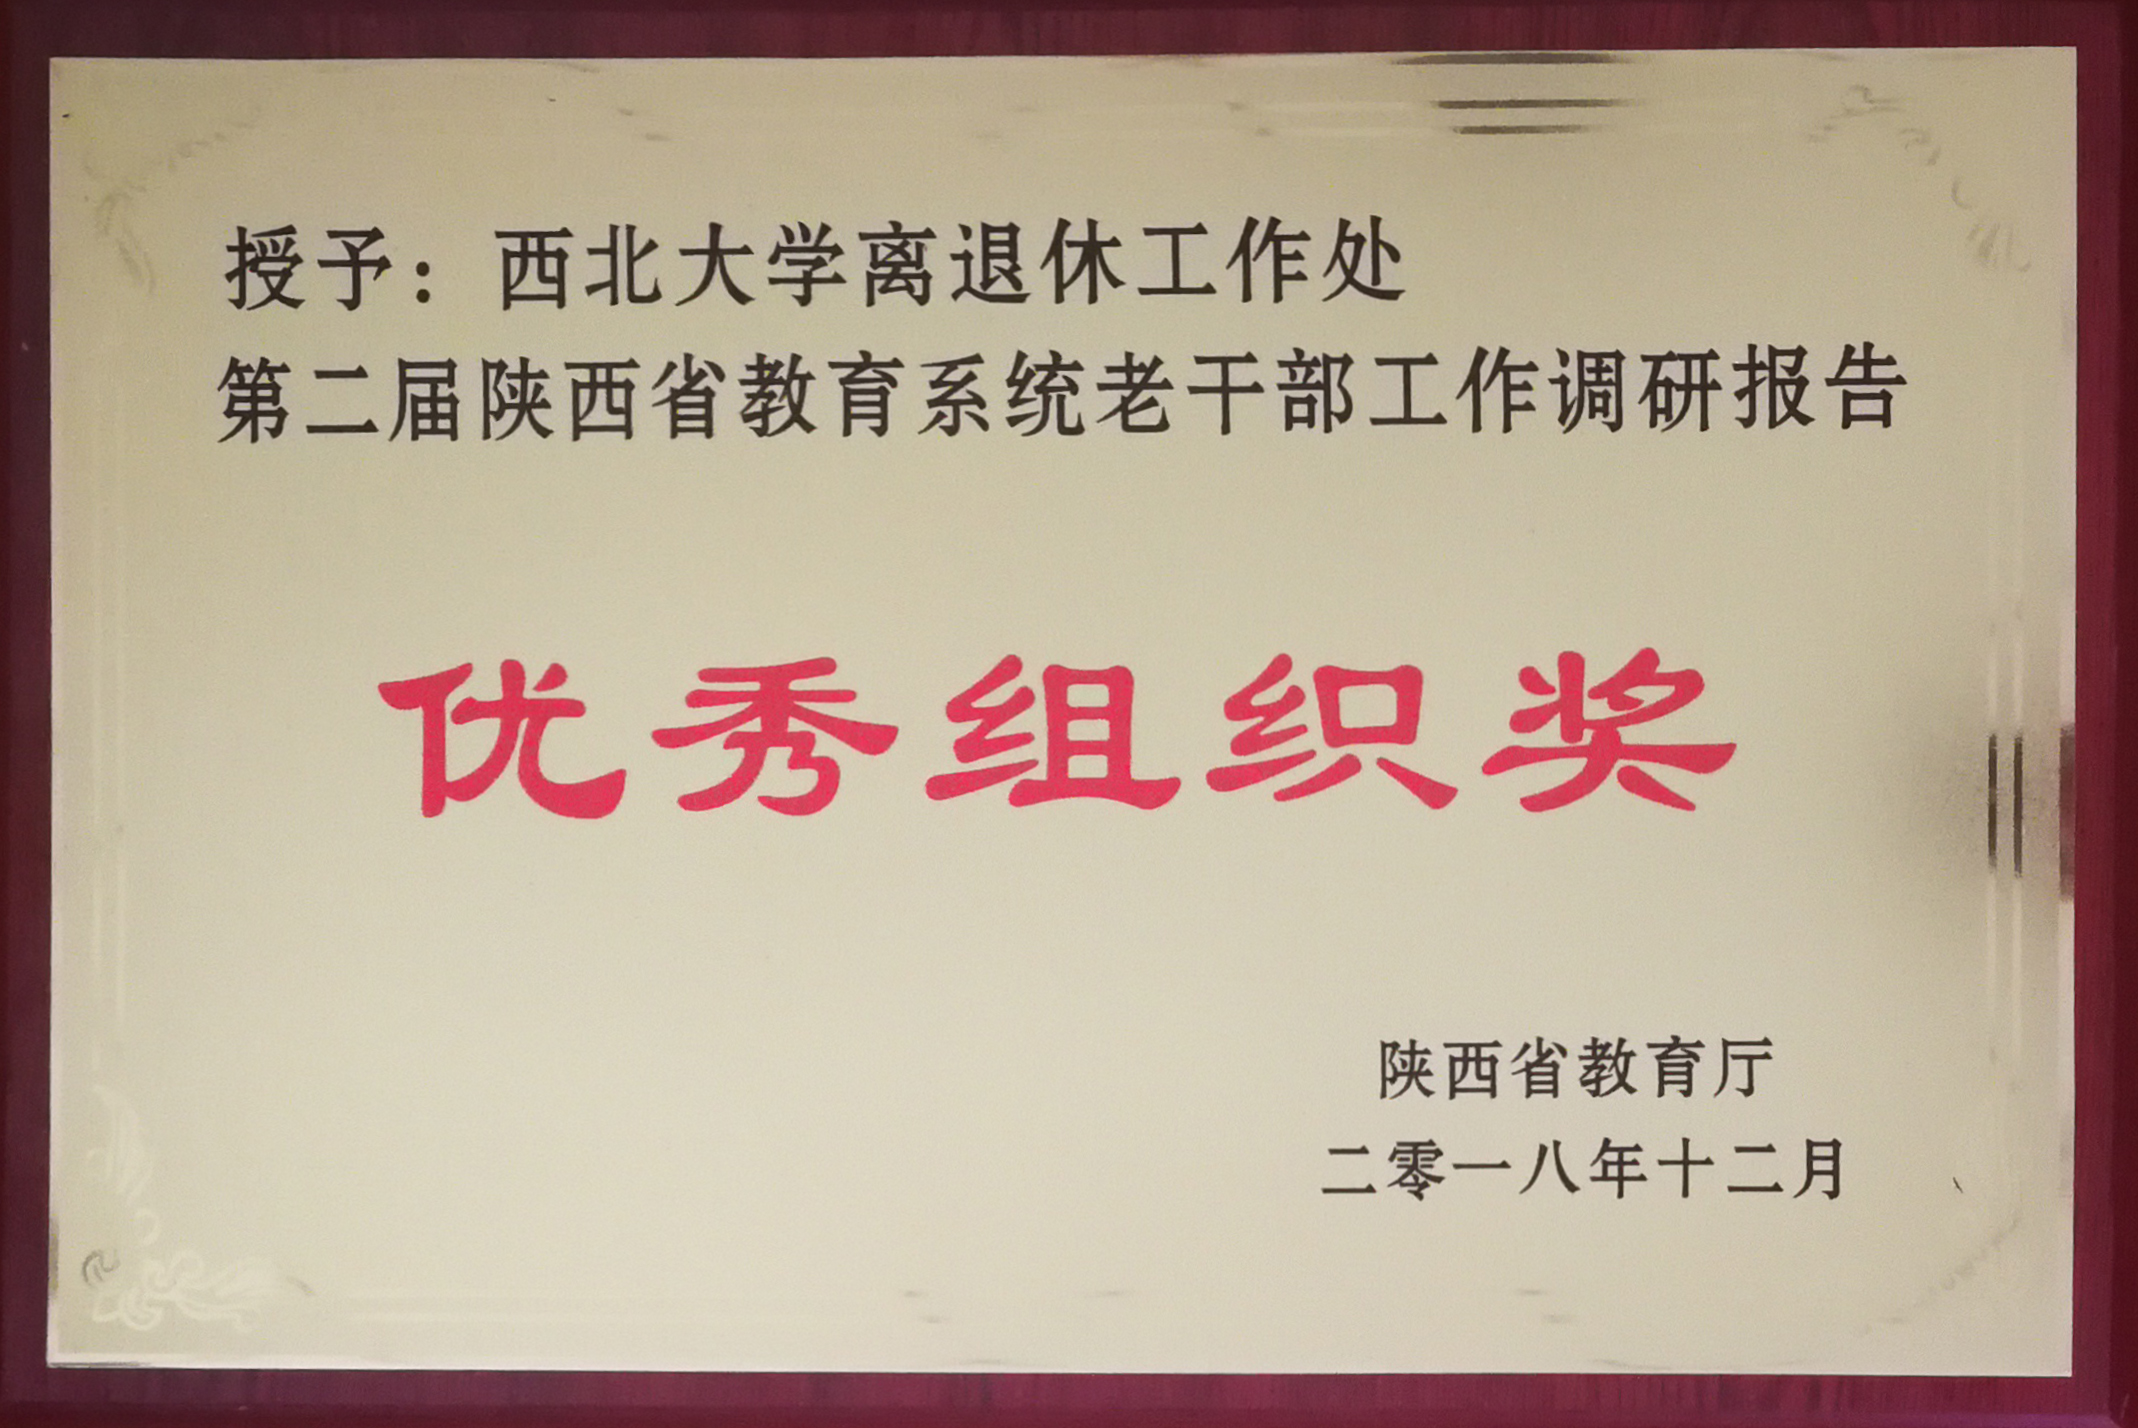 授予：西北大学离退休工作处
第二届陕西省教育系统老干部工作调研报告
优秀组织奖
陕西省教育厅
二零一八年十二月